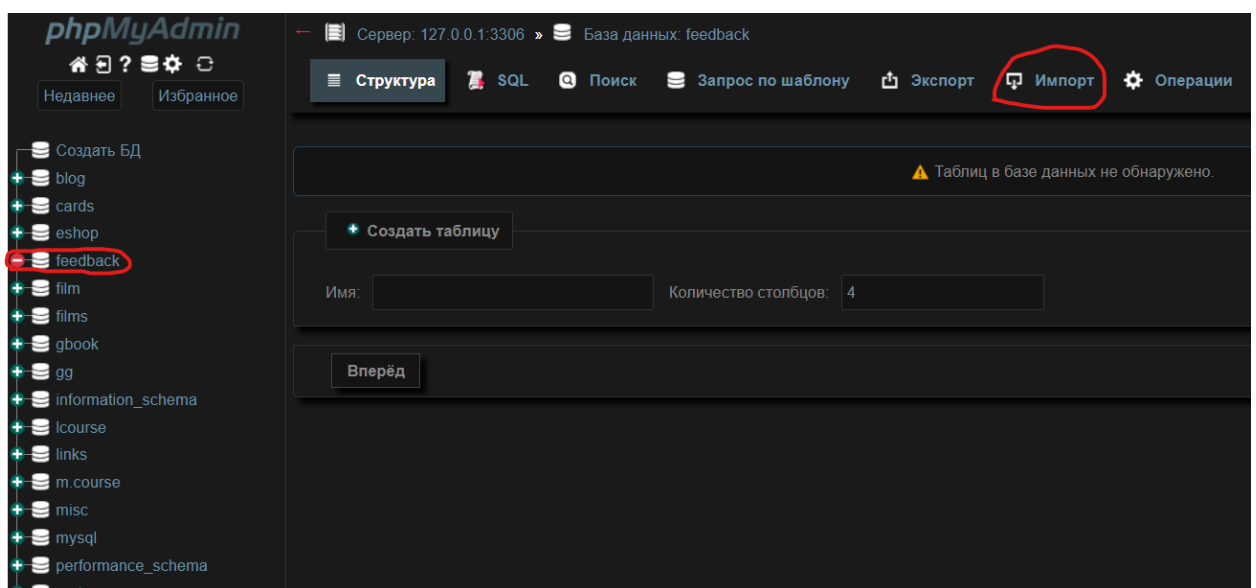 phpMyAdmin
Недавнее Избранное
Создать БД
blog
cards
eshop
feedback
film
films
gbook
gg
information_schema
lcourse
links
m.course
misc
mysql
performance_schema
← Сервер: 127.0.0.1:3306 » База данных: feedback
Структура SQL Поиск Запрос по шаблону Экспорт Импорт Операции
Таблиц в базе данных не обнаружено.
Создать таблицу
Имя: Количество столбцов: 4
Вперёд